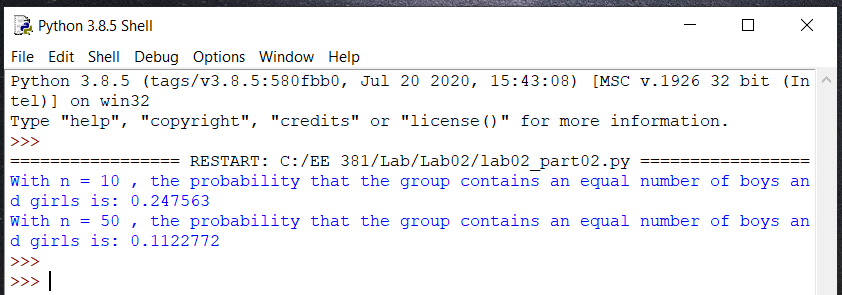 Python 3.8.5 Shell
File Edit Shell Debug Options Window Help
Python 3.8.5 (tags/v3.8.5:580fbb0, Jul 20 2020, 15:43:08) [MSC v.1926 32 bit (In
tel)] on win32
Type "help", "copyright", "credits" or "license()" for more information.
>>>
================= RESTART: C:/EE 381/Lab/Lab02/lab02_part02.py =================
With n = 10 , the probability that the group contains an equal number of boys an
d girls is: 0.247563
With n = 50 , the probability that the group contains an equal number of boys an
d girls is: 0.1122772
>>>
>>>